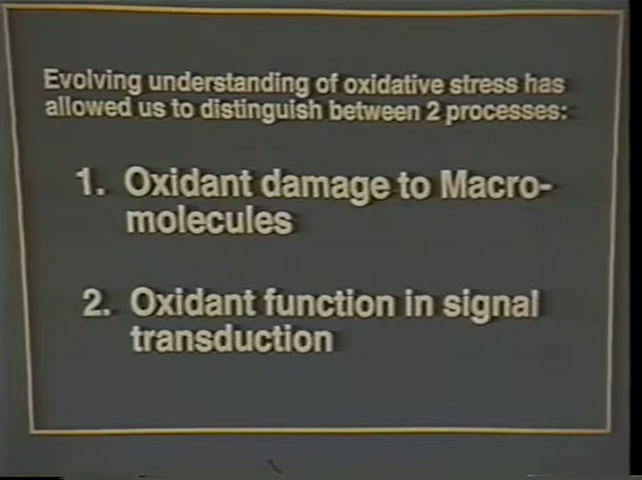 Evolving understanding of oxidative stress has
allowed us to distinguish between 2 processes:
1. Oxidant damage to Macro-
molecules
2. Oxidant function in signal
transduction